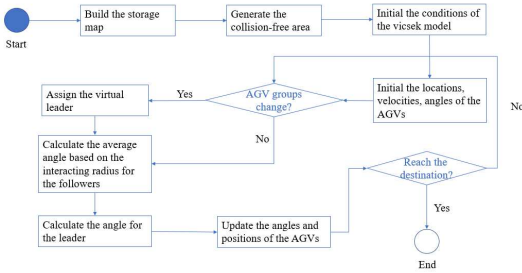 Start
Build the storage
map
Generate the
collision-free area
Initial the conditions of
the vicsek model
Initial the locations,
velocities, angles of the
AGVs
AGV groups
change?
Yes
No
Assign the virtual
leader
Calculate the average
angle based on the
interacting radius for
the followers
Calculate the angle for
the leader
Update the angles and
positions of the AGVs
Reach the
destination?
No
Yes
End